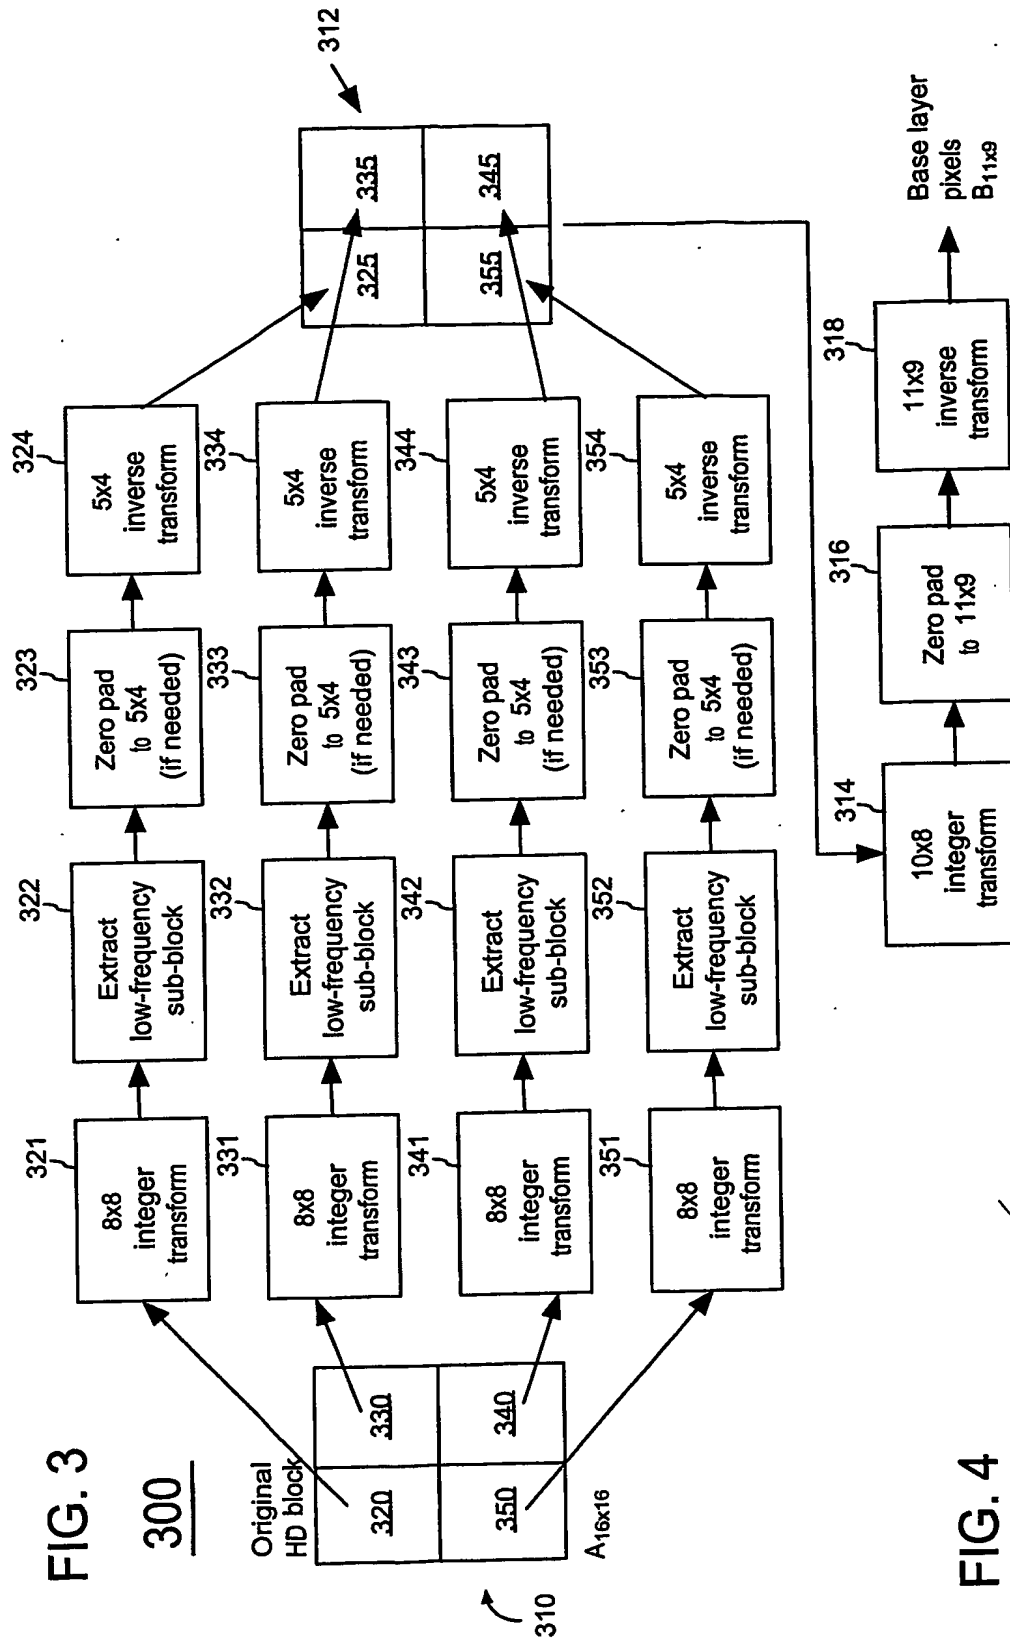 FIG. 3
300
Original
HD block
310
320
330
350
340
A16x16
321
8x8
integer
transform
322
Extract
low-frequency
sub-block
323
Zero pad
to 5x4
(if needed)
324
5x4
inverse
transform
331
8x8
integer
transform
332
Extract
low-frequency
sub-block
333
Zero pad
to 5x4
(if needed)
334
5x4
inverse
transform
341
8x8
integer
transform
342
Extract
low-frequency
sub-block
343
Zero pad
to 5x4
(if needed)
344
5x4
inverse
transform
351
8x8
integer
transform
352
Extract
low-frequency
sub-block
353
Zero pad
to 5x4
(if needed)
354
5x4
inverse
transform
312
325
335
355
345
314
10x8
integer
transform
316
Zero pad
to 11x9
318
11x9
inverse
transform
Base layer
pixels
B11x9
FIG. 4